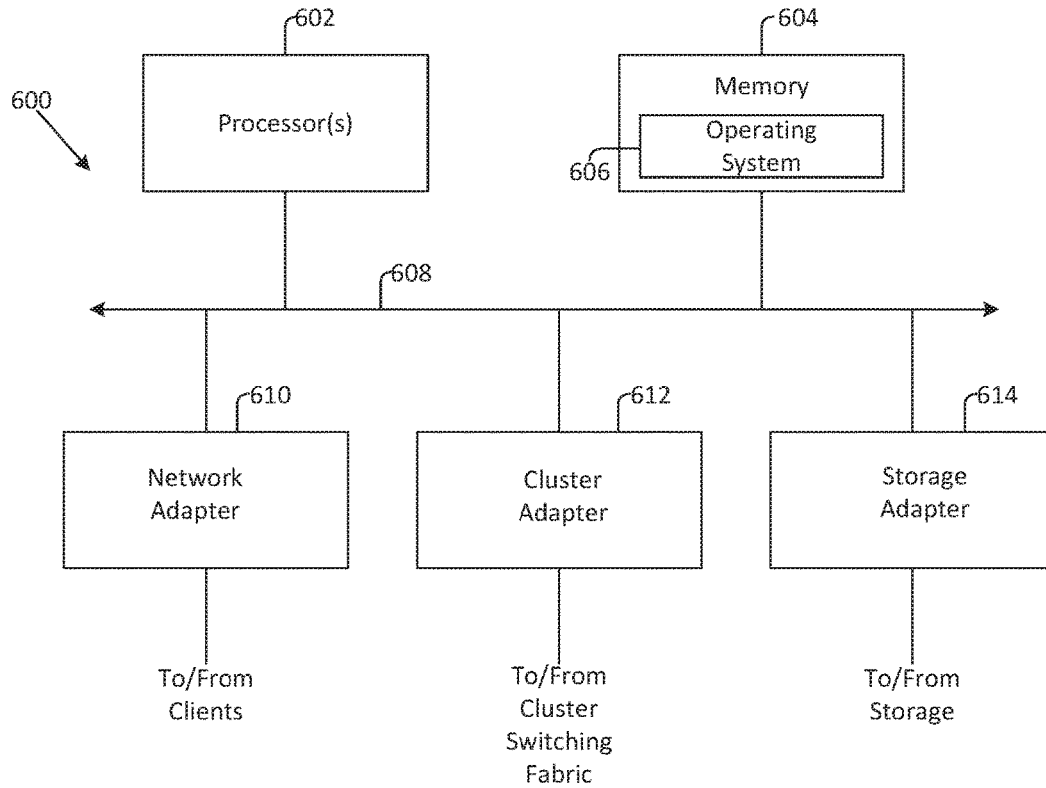 602
604
600
Processor(s)
Memory
Operating
System
606
608
610
612
614
Network
Adapter
Cluster
Adapter
Storage
Adapter
To/From
Clients
To/From
Cluster
Switching
Fabric
To/From
Storage